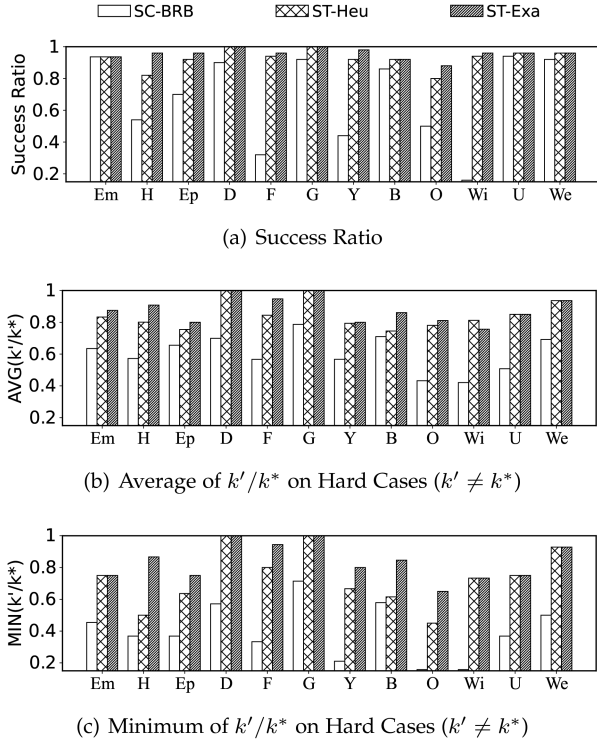 SC-BRB ST-Heu ST-Exa
Success Ratio
1
0.8
0.6
0.4
0.2
Em H Ep D F G Y B O Wi U We
(a) Success Ratio
AVG(k'/k*)
1
0.8
0.6
0.4
0.2
Em H Ep D F G Y B O Wi U We
(b) Average of k′/k* on Hard Cases (k′ ≠ k*)
MIN(k'/k*)
1
0.8
0.6
0.4
0.2
Em H Ep D F G Y B O Wi U We
(c) Minimum of k′/k* on Hard Cases (k′ ≠ k*)